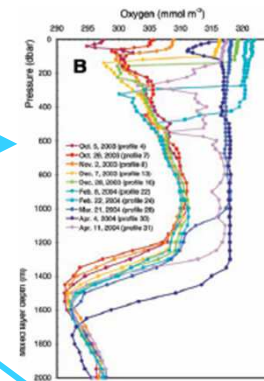 Oxygen (mmol m⁻³)
290 295 300 305 310 315 320
B
Pressure (dbar)
0
200
400
600
800
1000
1200
1400
1600
1800
2000
Oct. 5, 2003 (profile 4)
Oct. 26, 2003 (profile 7)
Nov. 2, 2003 (profile 8)
Dec. 7, 2003 (profile 13)
Dec. 28, 2003 (profile 16)
Feb. 8, 2004 (profile 22)
Feb. 22, 2004 (profile 24)
Mar. 21, 2004 (profile 28)
Apr. 4, 2004 (profile 30)
Apr. 11, 2004 (profile 31)
layer depth (m)